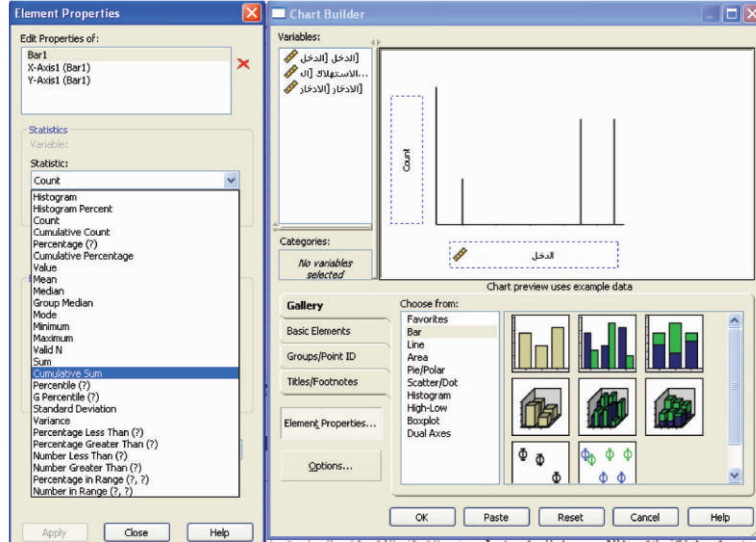 Element Properties
Edit Properties of:
Bar1
X-Axis1 (Bar1)
Y-Axis1 (Bar1)
Statistics
Variable:
Statistic:
Count
Histogram
Histogram Percent
Count
Cumulative Count
Percentage (?)
Cumulative Percentage
Value
Mean
Median
Group Median
Mode
Minimum
Maximum
Valid N
Sum
Cumulative Sum
Percentile (?)
G Percentile (?)
Standard Deviation
Variance
Percentage Less Than (?)
Percentage Greater Than (?)
Number Less Than (?)
Number Greater Than (?)
Percentage in Range (?, ?)
Number in Range (?, ?)
Apply Close Help
Chart Builder
Variables:
الدخل [الدخل]
الاستهلاك [ال...
الادخار [الادخار]
Count
الدخل
Categories:
No variables
selected
Chart preview uses example data
Gallery
Basic Elements
Groups/Point ID
Titles/Footnotes
Element Properties...
Options...
Choose from:
Favorites
Bar
Line
Area
Pie/Polar
Scatter/Dot
Histogram
High-Low
Boxplot
Dual Axes
OK Paste Reset Cancel Help